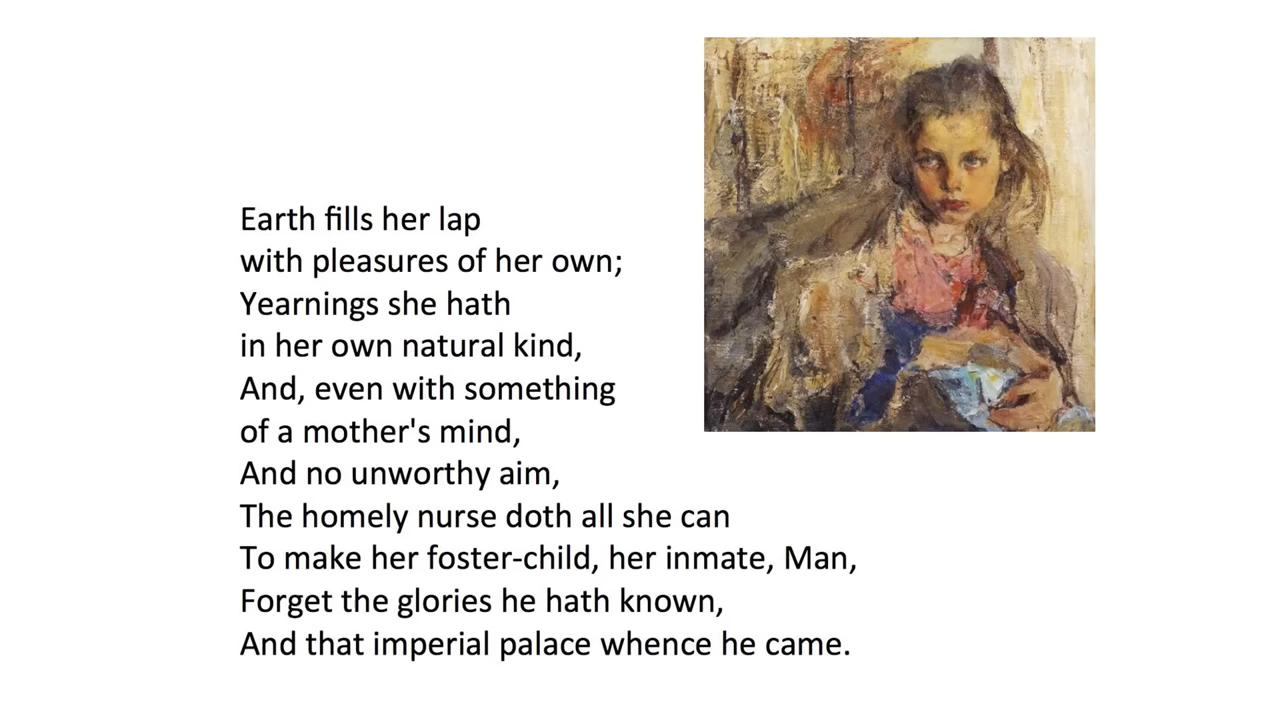 Earth fills her lap
with pleasures of her own;
Yearnings she hath
in her own natural kind,
And, even with something
of a mother's mind,
And no unworthy aim,
The homely nurse doth all she can
To make her foster-child, her inmate, Man,
Forget the glories he hath known,
And that imperial palace whence he came.